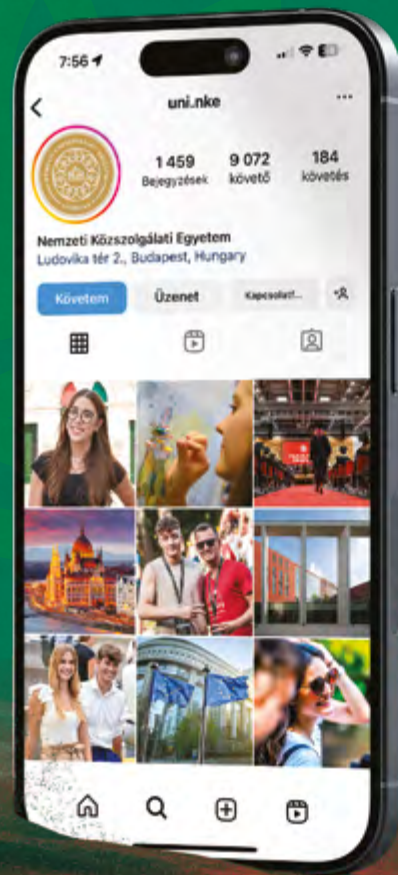 7:56
uni.nke
1 459 9 072 184
Bejegyzések követő követés
Nemzeti Közszolgálati Egyetem
Ludovika tér 2., Budapest, Hungary
Követem Üzenet Kapcsolatf...